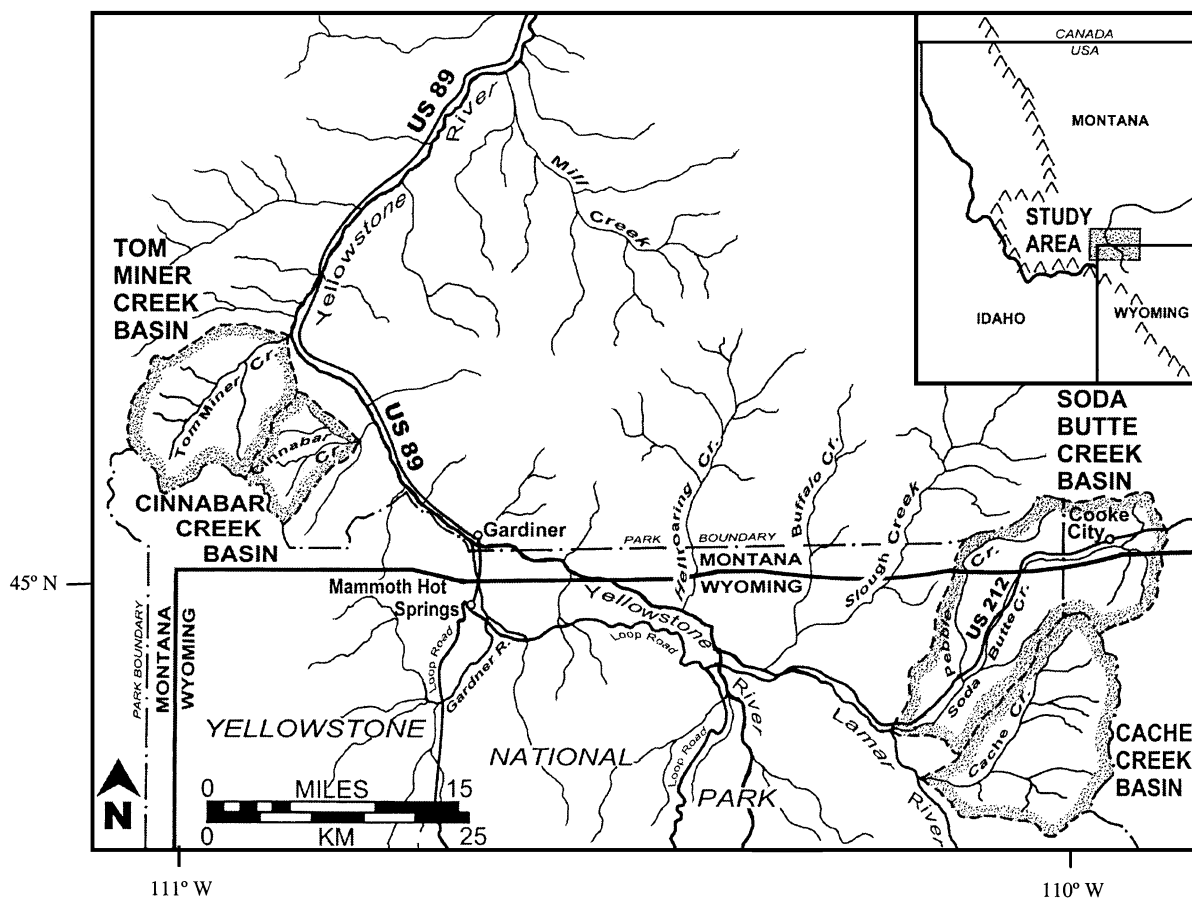 CANADA
USA
MONTANA
STUDY
AREA
IDAHO
WYOMING
US 89
River
Mill
Creek
Yellowstone
TOM
MINER
CREEK
BASIN
Tom Miner Cr.
Cinnabar
Cr.
US 89
CINNABAR
CREEK
BASIN
SODA
BUTTE
CREEK
BASIN
Hellroaring Cr.
Buffalo Cr.
Slough Creek
Cooke
City
Gardiner
PARK BOUNDARY
MONTANA
WYOMING
45° N
Mammoth Hot
Springs
Yellowstone
River
Loop Road
Loop Road
Gardner R.
Pebble Cr.
US 212
Soda Butte Cr.
PARK BOUNDARY
MONTANA
WYOMING
YELLOWSTONE
NATIONAL
PARK
Loop Road
Lamar
River
Cache Cr.
CACHE
CREEK
BASIN
N
0 MILES 15
0 KM 25
111° W
110° W